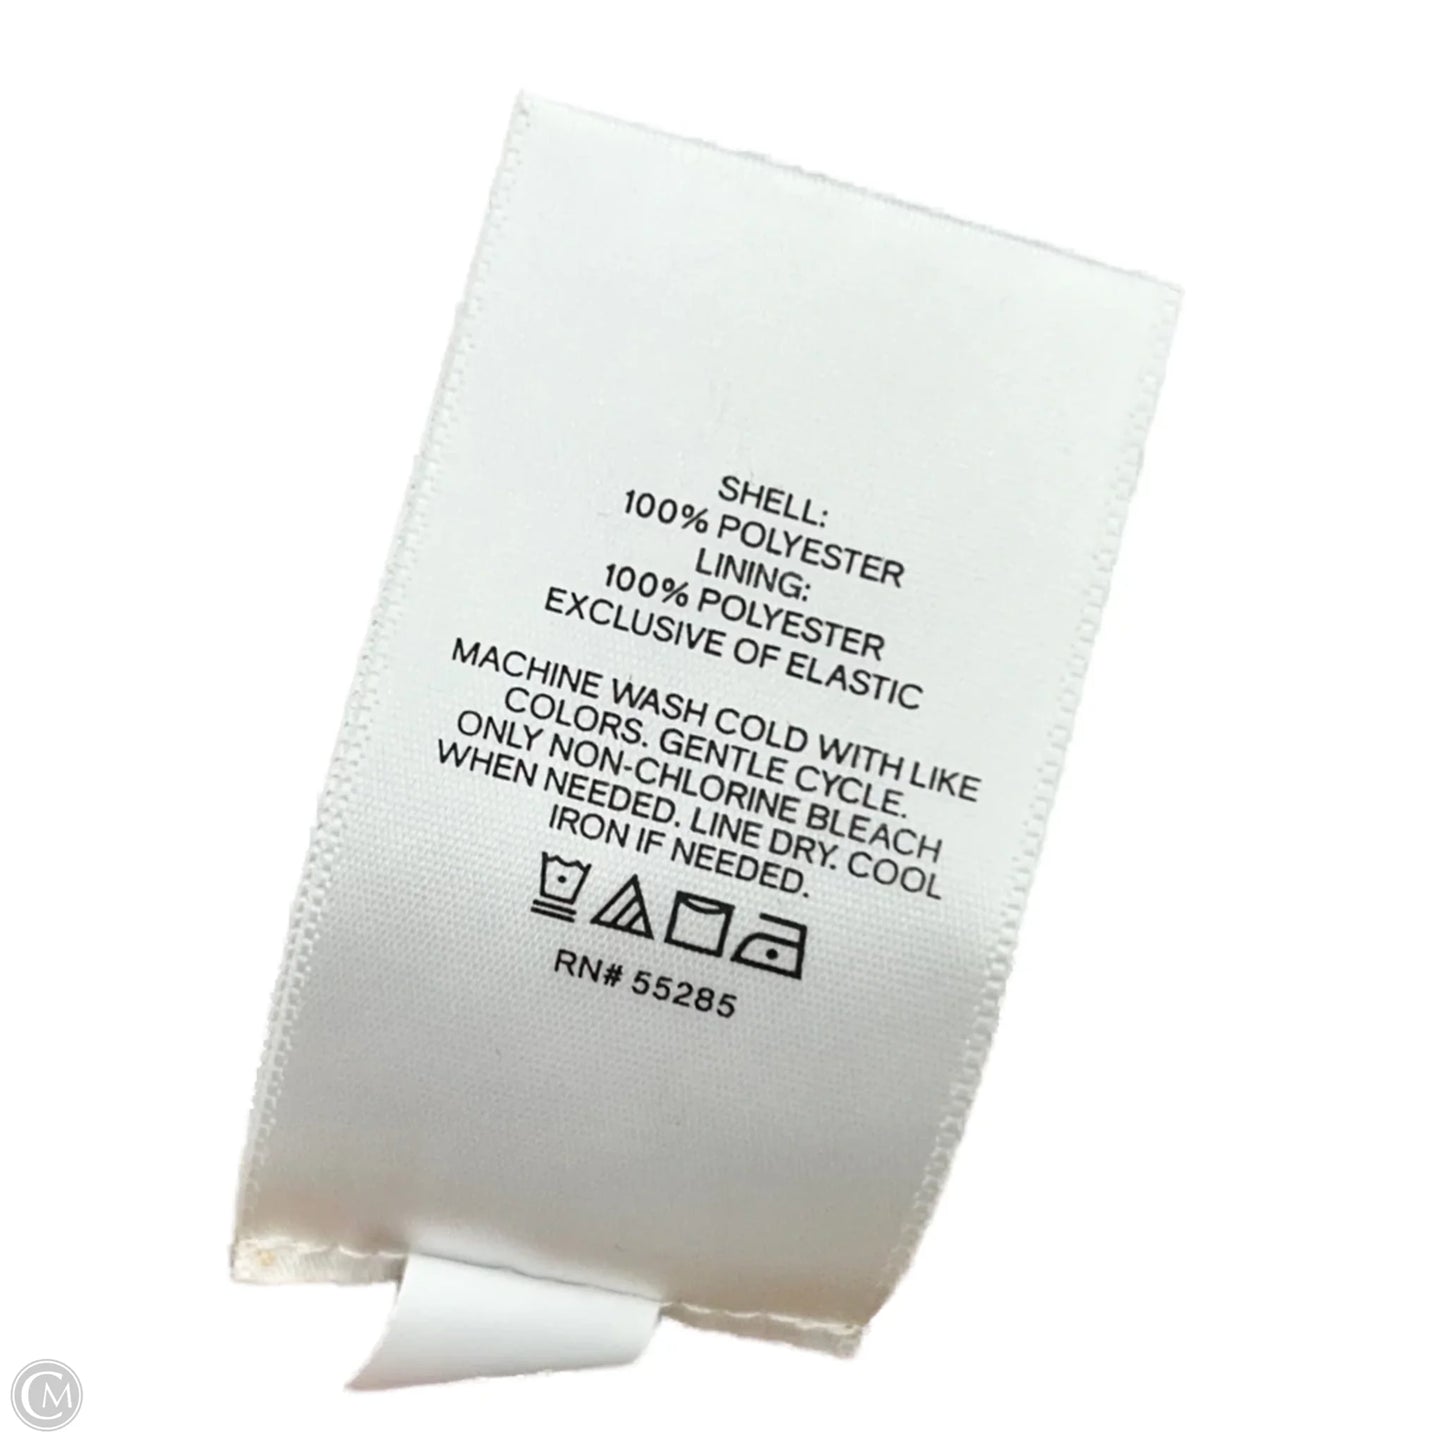 SHELL:
100% POLYESTER
LINING:
100% POLYESTER
EXCLUSIVE OF ELASTIC
MACHINE WASH COLD WITH LIKE
COLORS. GENTLE CYCLE.
ONLY NON-CHLORINE BLEACH
WHEN NEEDED. LINE DRY. COOL
IRON IF NEEDED.
RN# 55285
CM